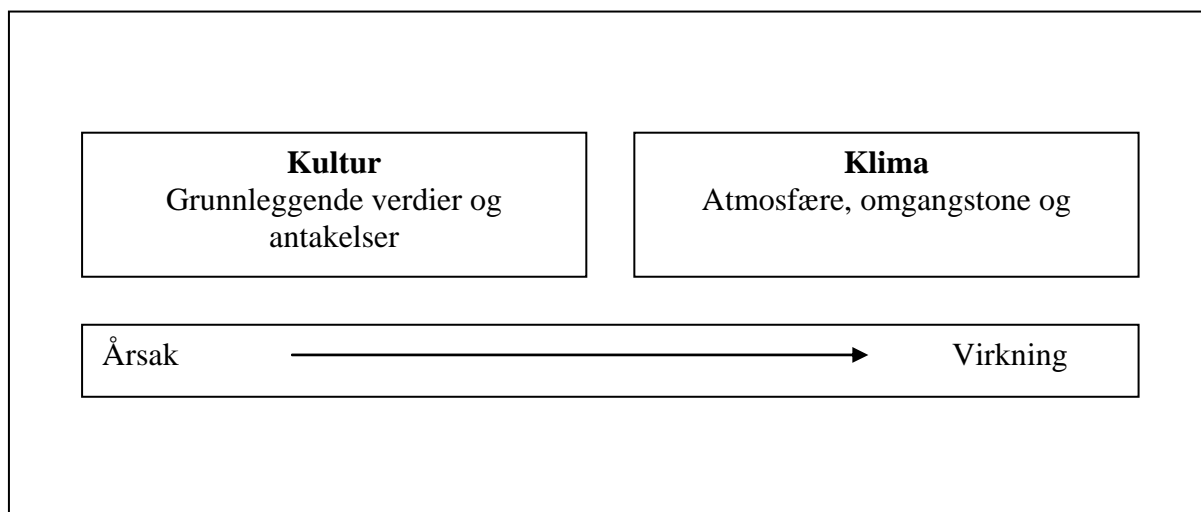 Kultur
Grunnleggende verdier og
antakelser
Klima
Atmosfære, omgangstone og
Årsak
Virkning